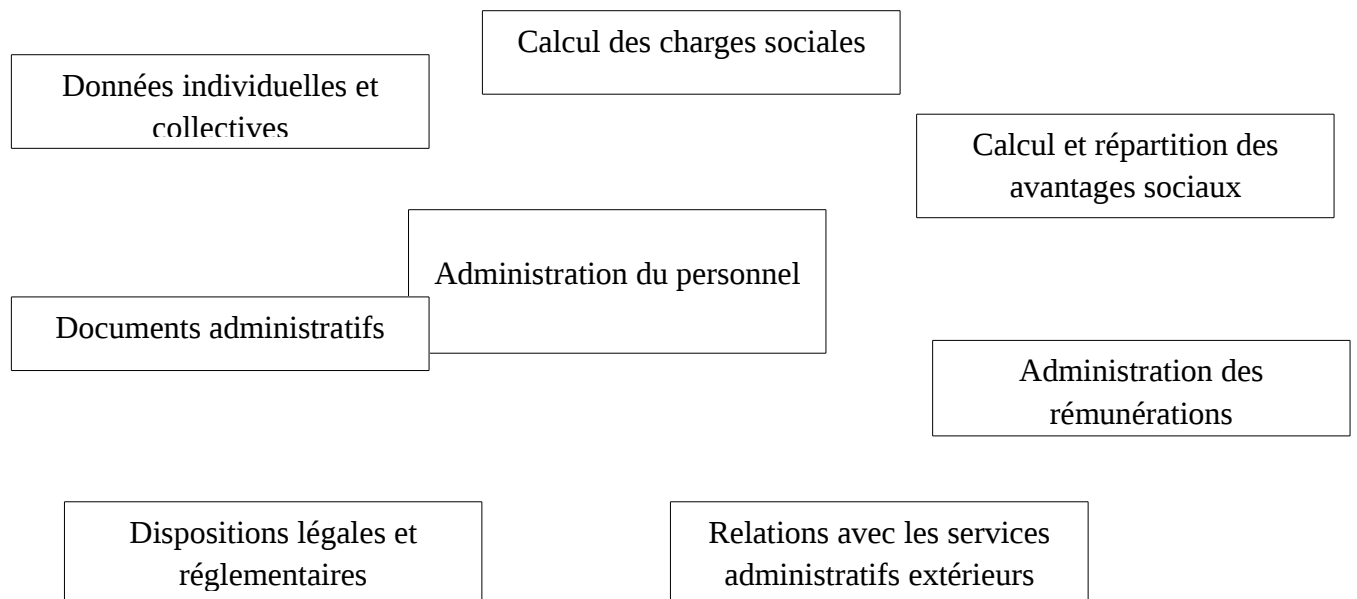 Calcul des charges sociales
Données individuelles et
collectives
Calcul et répartition des
avantages sociaux
Administration du personnel
Documents administratifs
Administration des
rémunérations
Dispositions légales et
réglementaires
Relations avec les services
administratifs extérieurs